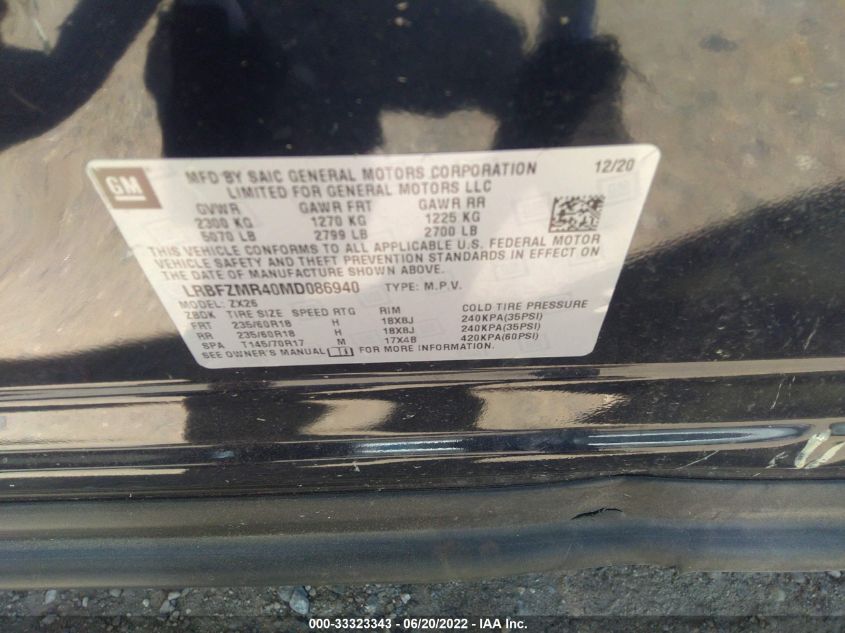 GM
MFD BY SAIC GENERAL MOTORS CORPORATION 12/20
LIMITED FOR GENERAL MOTORS LLC
GVWR GAWR FRT GAWR RR
2300 KG 1270 KG 1225 KG
5070 LB 2799 LB 2700 LB
THIS VEHICLE CONFORMS TO ALL APPLICABLE U.S. FEDERAL MOTOR
VEHICLE SAFETY AND THEFT PREVENTION STANDARDS IN EFFECT ON
THE DATE OF MANUFACTURE SHOWN ABOVE.
LRBFZMR40MD086940 TYPE: M.P.V.
MODEL: ZX26
ZBDK TIRE SIZE SPEED RTG RIM COLD TIRE PRESSURE
FRT 235/60R18 H 18X8J 240KPA(35PSI)
RR 235/60R18 H 18X8J 240KPA(35PSI)
SPA T145/70R17 M 17X4B 420KPA(60PSI)
SEE OWNER'S MANUAL FOR MORE INFORMATION.
000-33323343 - 06/20/2022 - IAA Inc.